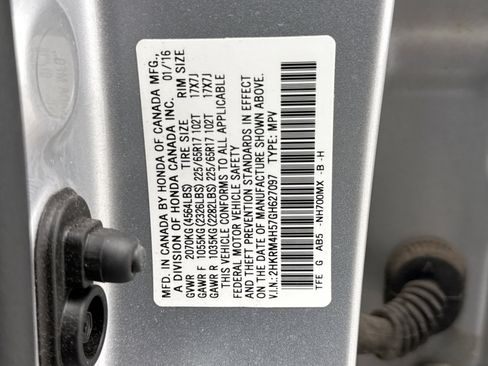 MFD. IN CANADA BY HONDA OF CANADA MFG.,
A DIVISION OF HONDA CANADA INC. 01/16
TIRE SIZE RIM SIZE
GVWR 2070KG(4564LBS)
GAWR F 1055KG(2326LBS) 225/65R17 102T 17X7J
GAWR R 1035KG(2282LBS) 225/65R17 102T 17X7J
THIS VEHICLE CONFORMS TO ALL APPLICABLE
FEDERAL MOTOR VEHICLE SAFETY
AND THEFT PREVENTION STANDARDS IN EFFECT
ON THE DATE OF MANUFACTURE SHOWN ABOVE.
V.I.N.: 2HKRM4H57GH627097 TYPE: MPV
TFE G AB5 -NH700MX -B -H